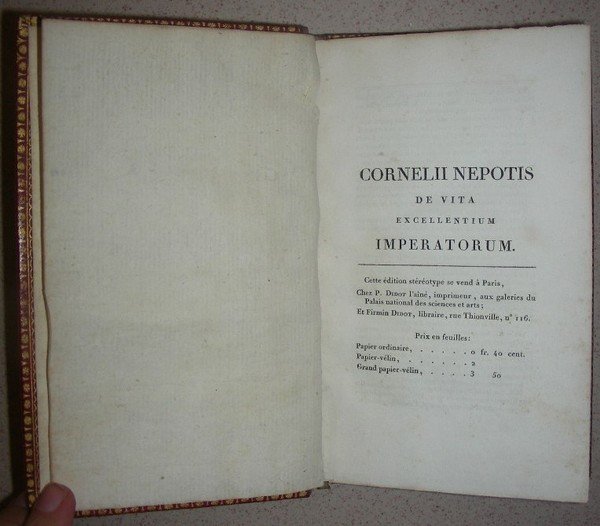 CORNELII NEPOTIS
DE VITA
EXCELLENTIUM
IMPERATORUM.
Cette édition stéréotype se vend à Paris,
Chez P. DIDOT l'aîné, imprimeur, aux galeries du
Palais national des sciences et arts;
Et Firmin DIDOT, libraire, rue Thionville, nº 116.
Prix en feuilles:
Papier ordinaire, . . . . . 0 fr. 40 cent.
Papier-vélin, . . . . . . 2
Grand papier-vélin, . . . . 3 50